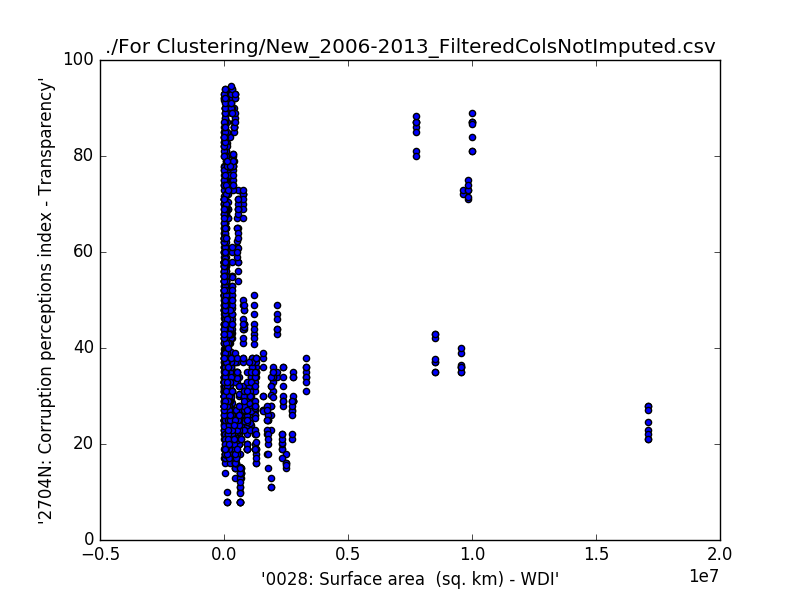 ./For Clustering/New_2006-2013_FilteredColsNotImputed.csv
100
80
60
40
20
0
'2704N: Corruption perceptions index - Transparency'
−0.5 0.0 0.5 1.0 1.5 2.0
1e7
'0028: Surface area  (sq. km) - WDI'